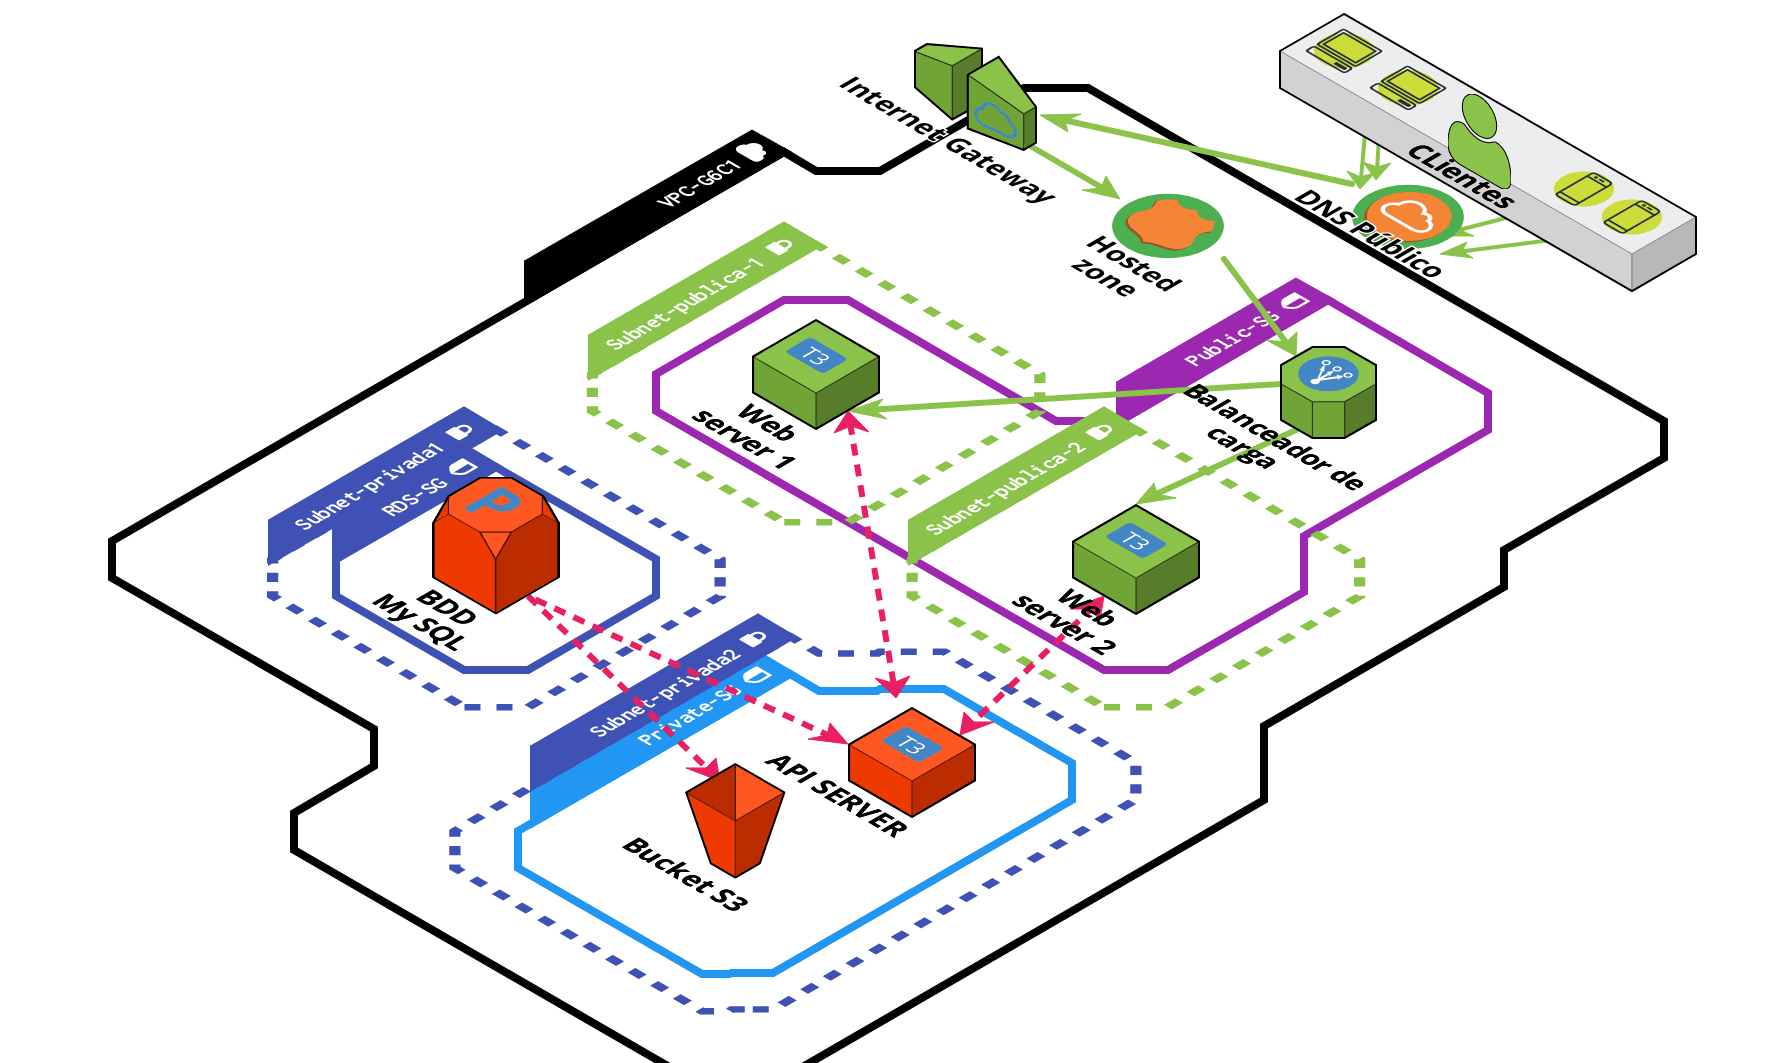 Internet Gateway
CLientes
DNS Público
VPC-G6C1
Hosted
zone
Subnet-publica-1
Public-SG
T3
Web
server 1
Balanceador de
carga
Subnet-publica-2
T3
Web
server 2
Subnet-privada1
RDS-SG
P
BDD
My SQL
Subnet-privada2
Private-SG
T3
API SERVER
Bucket S3